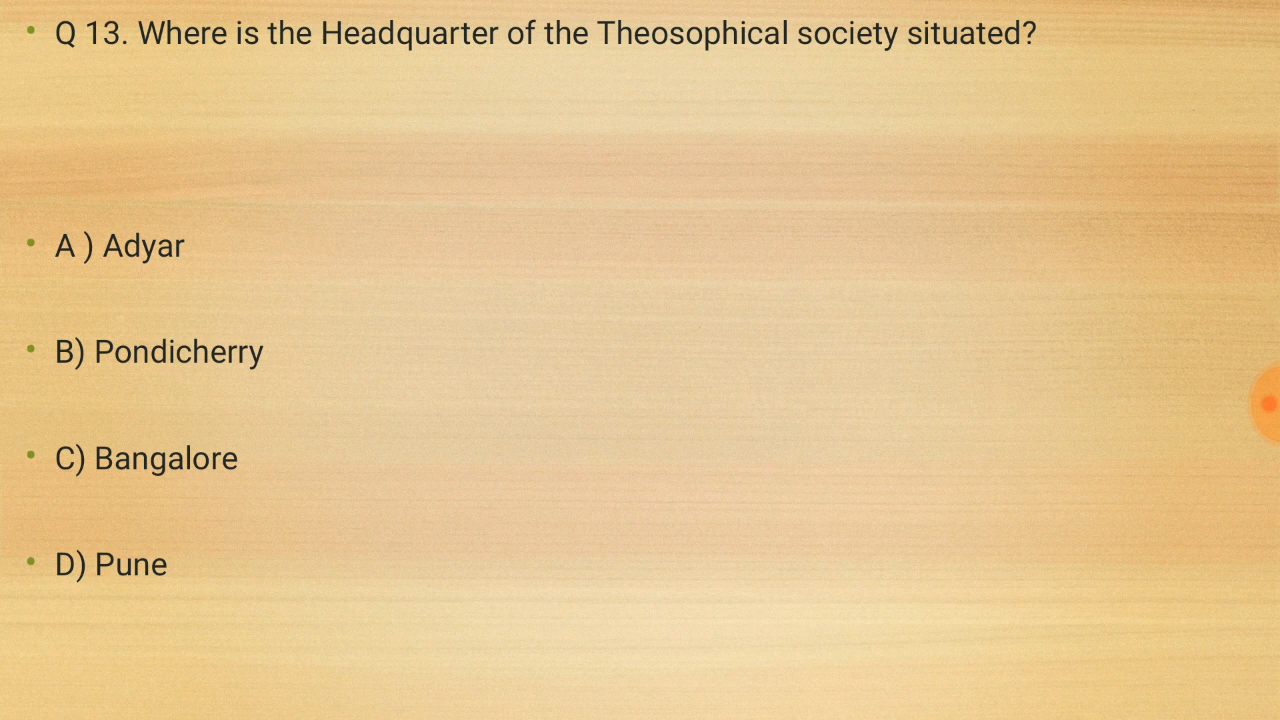 • Q 13. Where is the Headquarter of the Theosophical society situated?
• A ) Adyar
• B) Pondicherry
• C) Bangalore
• D) Pune